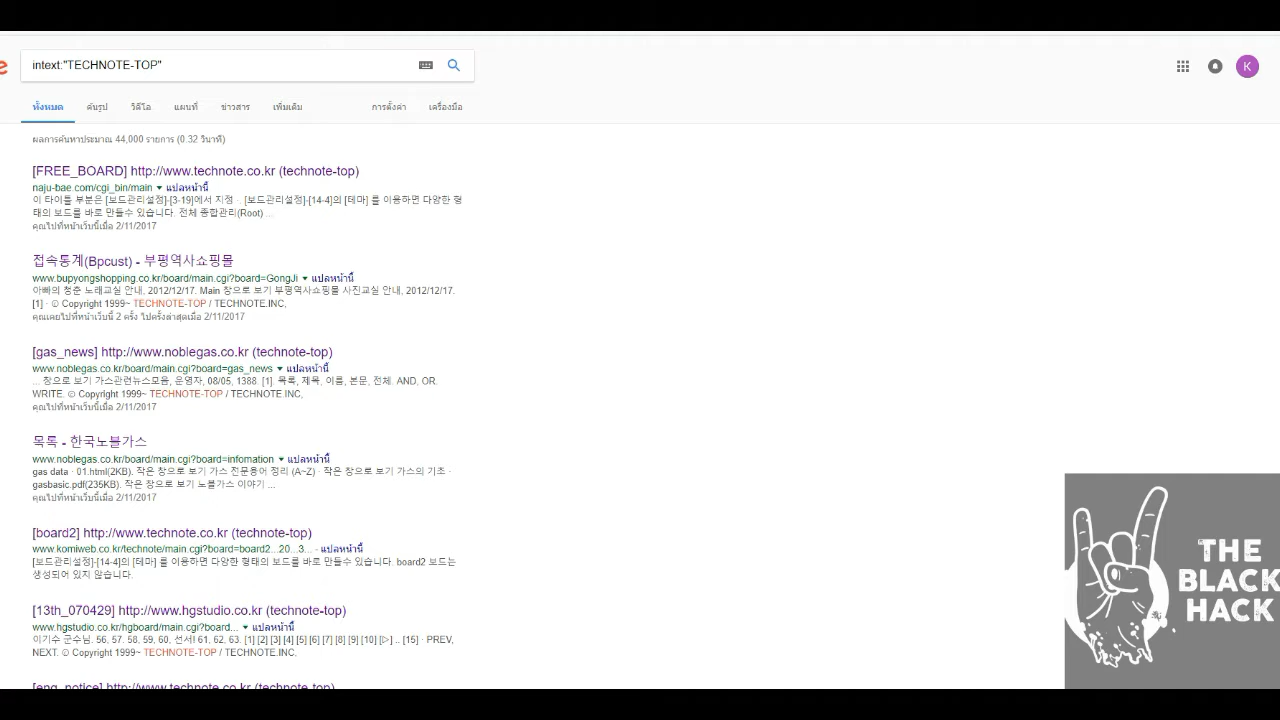 intext:"TECHNOTE-TOP"
K
ทั้งหมด ค้นรูป วิดีโอ แผนที่ ข่าวสาร เพิ่มเติม การตั้งค่า เครื่องมือ
ผลการค้นหาประมาณ 44,000 รายการ (0.32 วินาที)
[FREE_BOARD] http://www.technote.co.kr (technote-top)
naju-bae.com/cgi_bin/main ▼ แปลหน้านี้
이 타이틀 부분은 [보드관리설정]-[3-19]에서 지정 · [보드관리설정]-[14-4]의 [테마] 를 이용하면 다양한 형
태의 보드를 바로 만들수 있습니다. 전체 종합관리(Root) ...
คุณไปที่หน้าเว็บนี้เมื่อ 2/11/2017
접속통계(Bpcust) - 부평역사쇼핑몰
www.bupyongshopping.co.kr/board/main.cgi?board=GongJi ▼ แปลหน้านี้
아빠의 청춘 노래교실 안내, 2012/12/17. Main 창으로 보기 부평역사쇼핑몰 사진교실 안내, 2012/12/17.
[1] · © Copyright 1999~ TECHNOTE-TOP / TECHNOTE.INC,
คุณเคยไปที่หน้าเว็บนี้ 2 ครั้ง ไปครั้งล่าสุดเมื่อ 2/11/2017
[gas_news] http://www.noblegas.co.kr (technote-top)
www.noblegas.co.kr/board/main.cgi?board=gas_news ▼ แปลหน้านี้
... 창으로 보기 가스관련뉴스모음, 운영자, 08/05, 1388. [1]. 목록, 제목, 이름, 본문, 전체. AND, OR.
WRITE. © Copyright 1999~ TECHNOTE-TOP / TECHNOTE.INC,
คุณไปที่หน้าเว็บนี้เมื่อ 2/11/2017
목록 - 한국노블가스
www.noblegas.co.kr/board/main.cgi?board=infomation ▼ แปลหน้านี้
gas data · 01.html(2KB). 작은 창으로 보기 가스 전문용어 정리 (A~Z) · 작은 창으로 보기 가스의 기초 ·
gasbasic.pdf(235KB). 작은 창으로 보기 노블가스 이야기 ...
คุณไปที่หน้าเว็บนี้เมื่อ 2/11/2017
[board2] http://www.technote.co.kr (technote-top)
www.komiweb.co.kr/technote/main.cgi?board=board2...20...3... - แปลหน้านี้
[보드관리설정]-[14-4]의 [테마] 를 이용하면 다양한 형태의 보드를 바로 만들수 있습니다. board2 보드는
생성되어 있지 않습니다.
[13th_070429] http://www.hgstudio.co.kr (technote-top)
www.hgstudio.co.kr/hgboard/main.cgi?board... ▼ แปลหน้านี้
이기수 군수님, 56, 57. 58, 59, 60, 선서! 61, 62, 63. [1] [2] [3] [4] [5] [6] [7] [8] [9] [10] [▷] .. [15] · PREV,
NEXT. © Copyright 1999~ TECHNOTE-TOP / TECHNOTE.INC,
[eng_notice] http://www.technote.co.kr (technote-top)
THE
BLACK
HACK